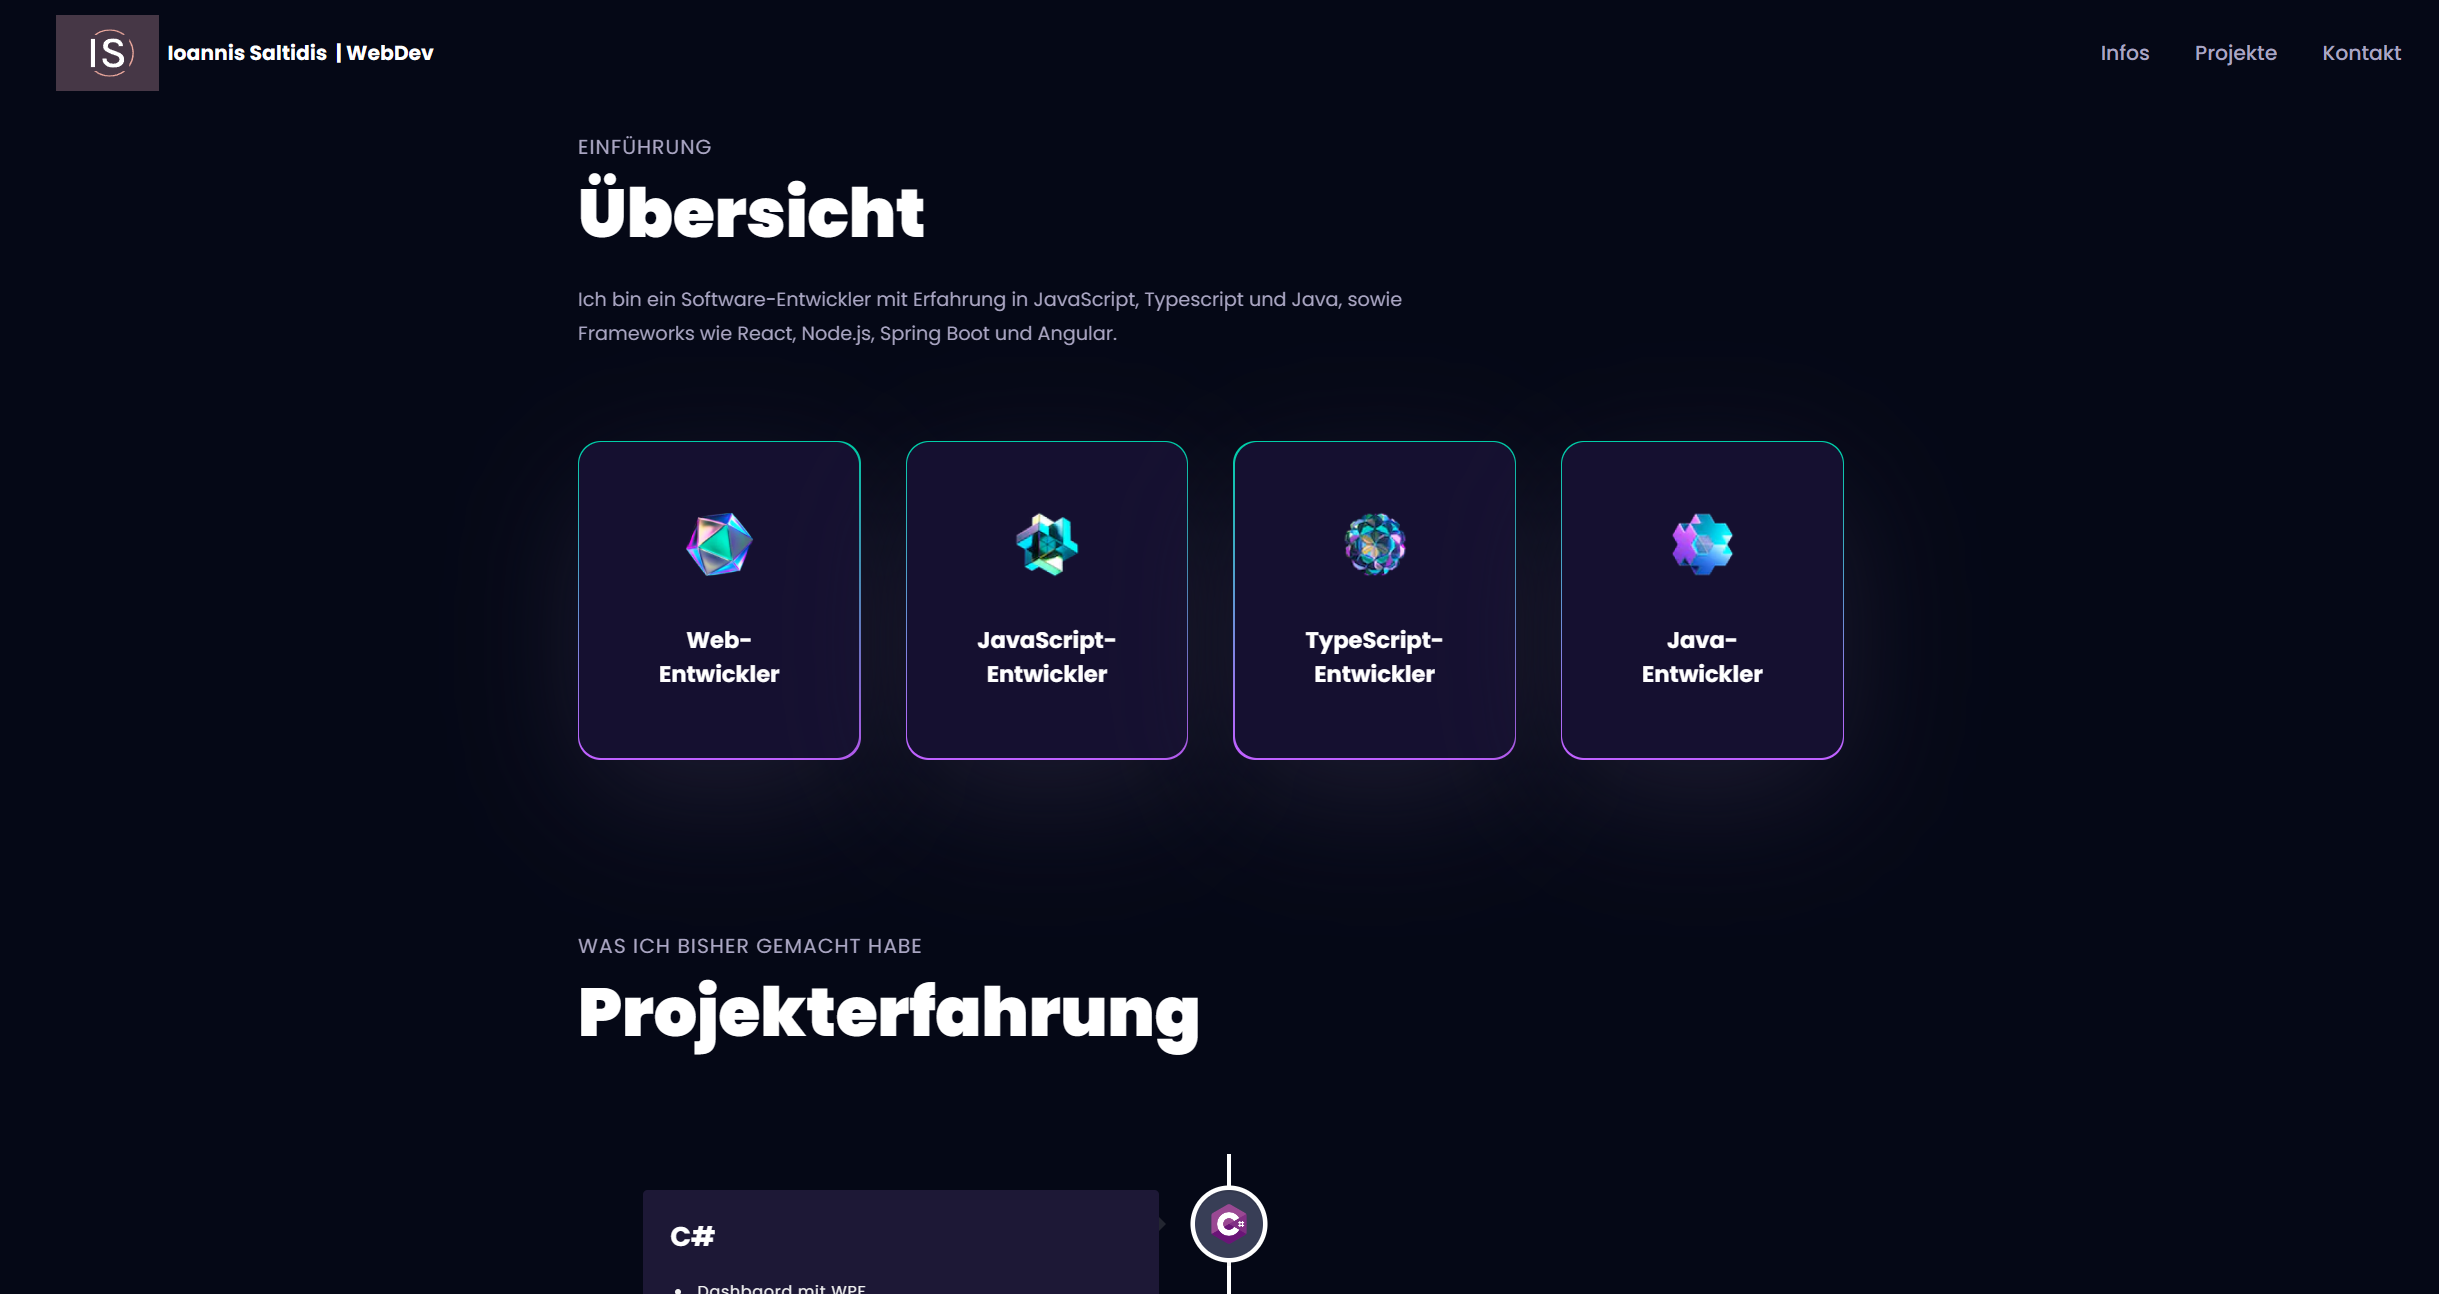 IS
Ioannis Saltidis | WebDev
Infos
Projekte
Kontakt
EINFÜHRUNG
Übersicht
Ich bin ein Software-Entwickler mit Erfahrung in JavaScript, Typescript und Java, sowie
Frameworks wie React, Node.js, Spring Boot und Angular.
Web-
Entwickler
JavaScript-
Entwickler
TypeScript-
Entwickler
Java-
Entwickler
WAS ICH BISHER GEMACHT HABE
Projekterfahrung
C#
C#
Dashbaord mit WPF